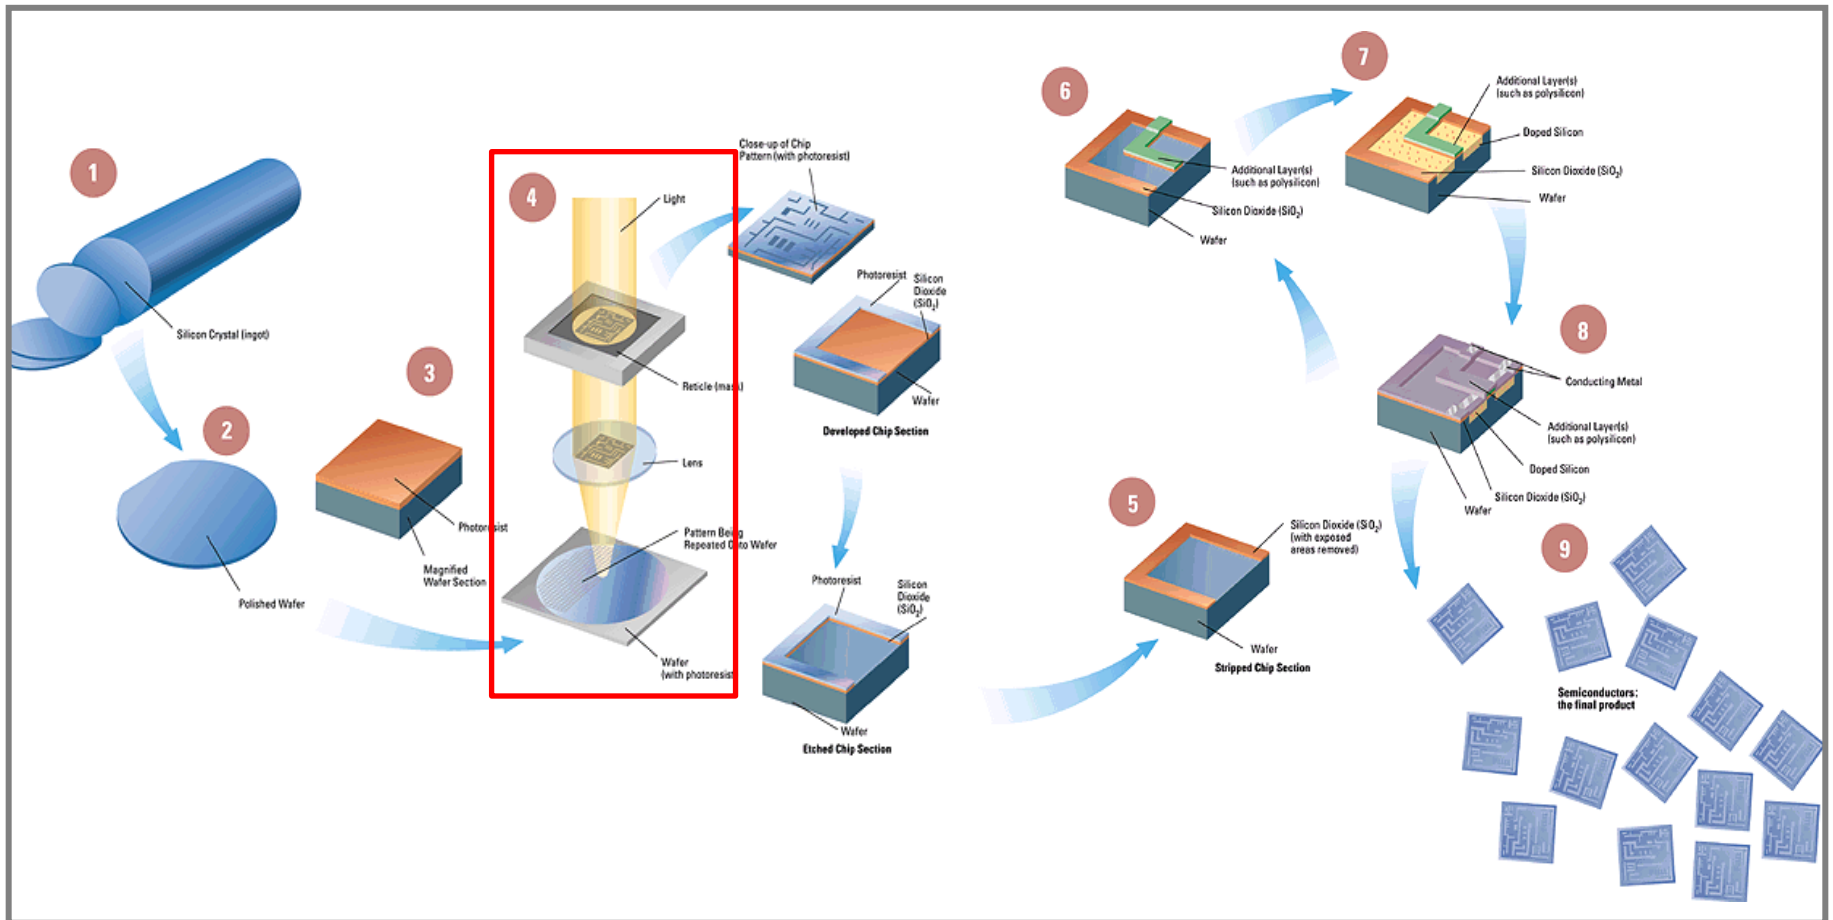 1
Silicon Crystal (ingot)
2
Polished Wafer
3
Photoresist
Magnified
Wafer Section
4
Light
Reticle (mask)
Lens
Pattern Being
Repeated Onto Wafer
Wafer
(with photoresist
Close-up of Chip
Pattern (with photoresist)
Photoresist
Silicon
Dioxide
(SiO₂)
Wafer
Developed Chip Section
Photoresist
Silicon
Dioxide
(SiO₂)
Wafer
Etched Chip Section
5
Silicon Dioxide (SiO₂)
(with exposed
areas removed)
Wafer
Stripped Chip Section
6
Additional Layer(s)
(such as polysilicon)
Silicon Dioxide (SiO₂)
Wafer
7
Additional Layer(s)
(such as polysilicon)
Doped Silicon
Silicon Dioxide (SiO₂)
Wafer
8
Conducting Metal
Additional Layer(s)
(such as polysilicon)
Doped Silicon
Silicon Dioxide (SiO₂)
Wafer
9
Semiconductors:
the final product